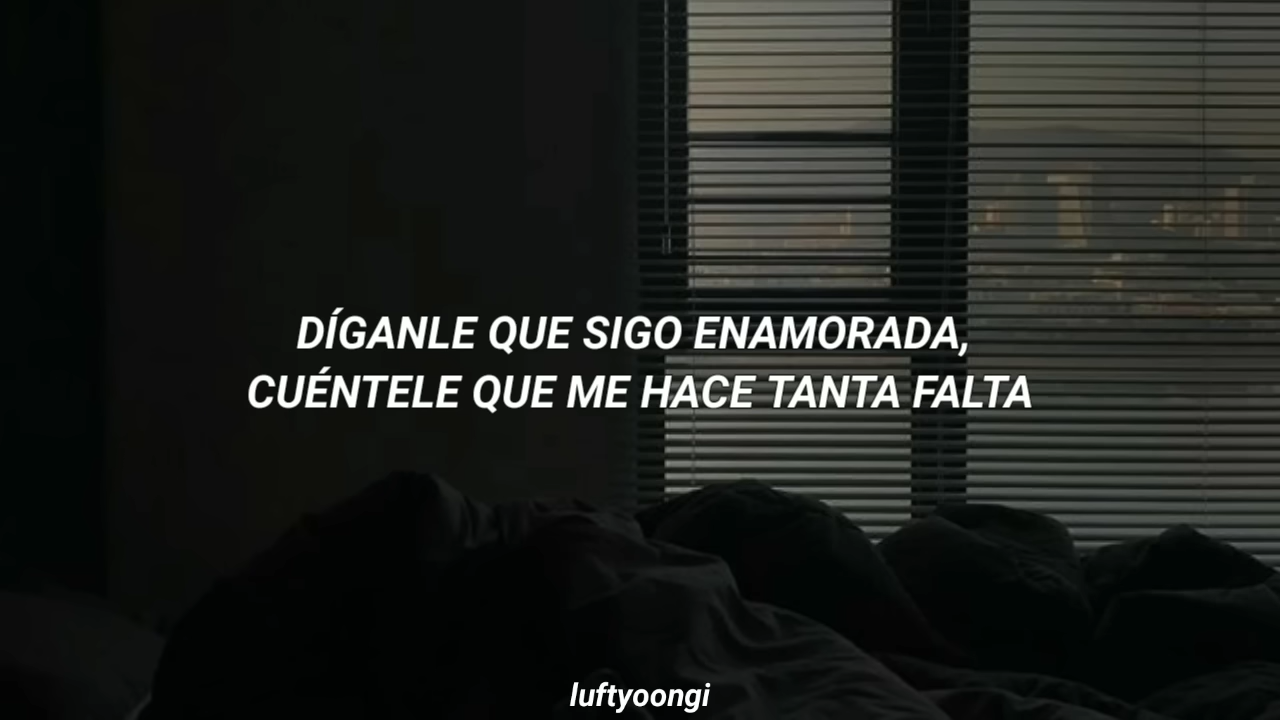 DÍGANLE QUE SIGO ENAMORADA,
CUÉNTELE QUE ME HACE TANTA FALTA
luftyoongi